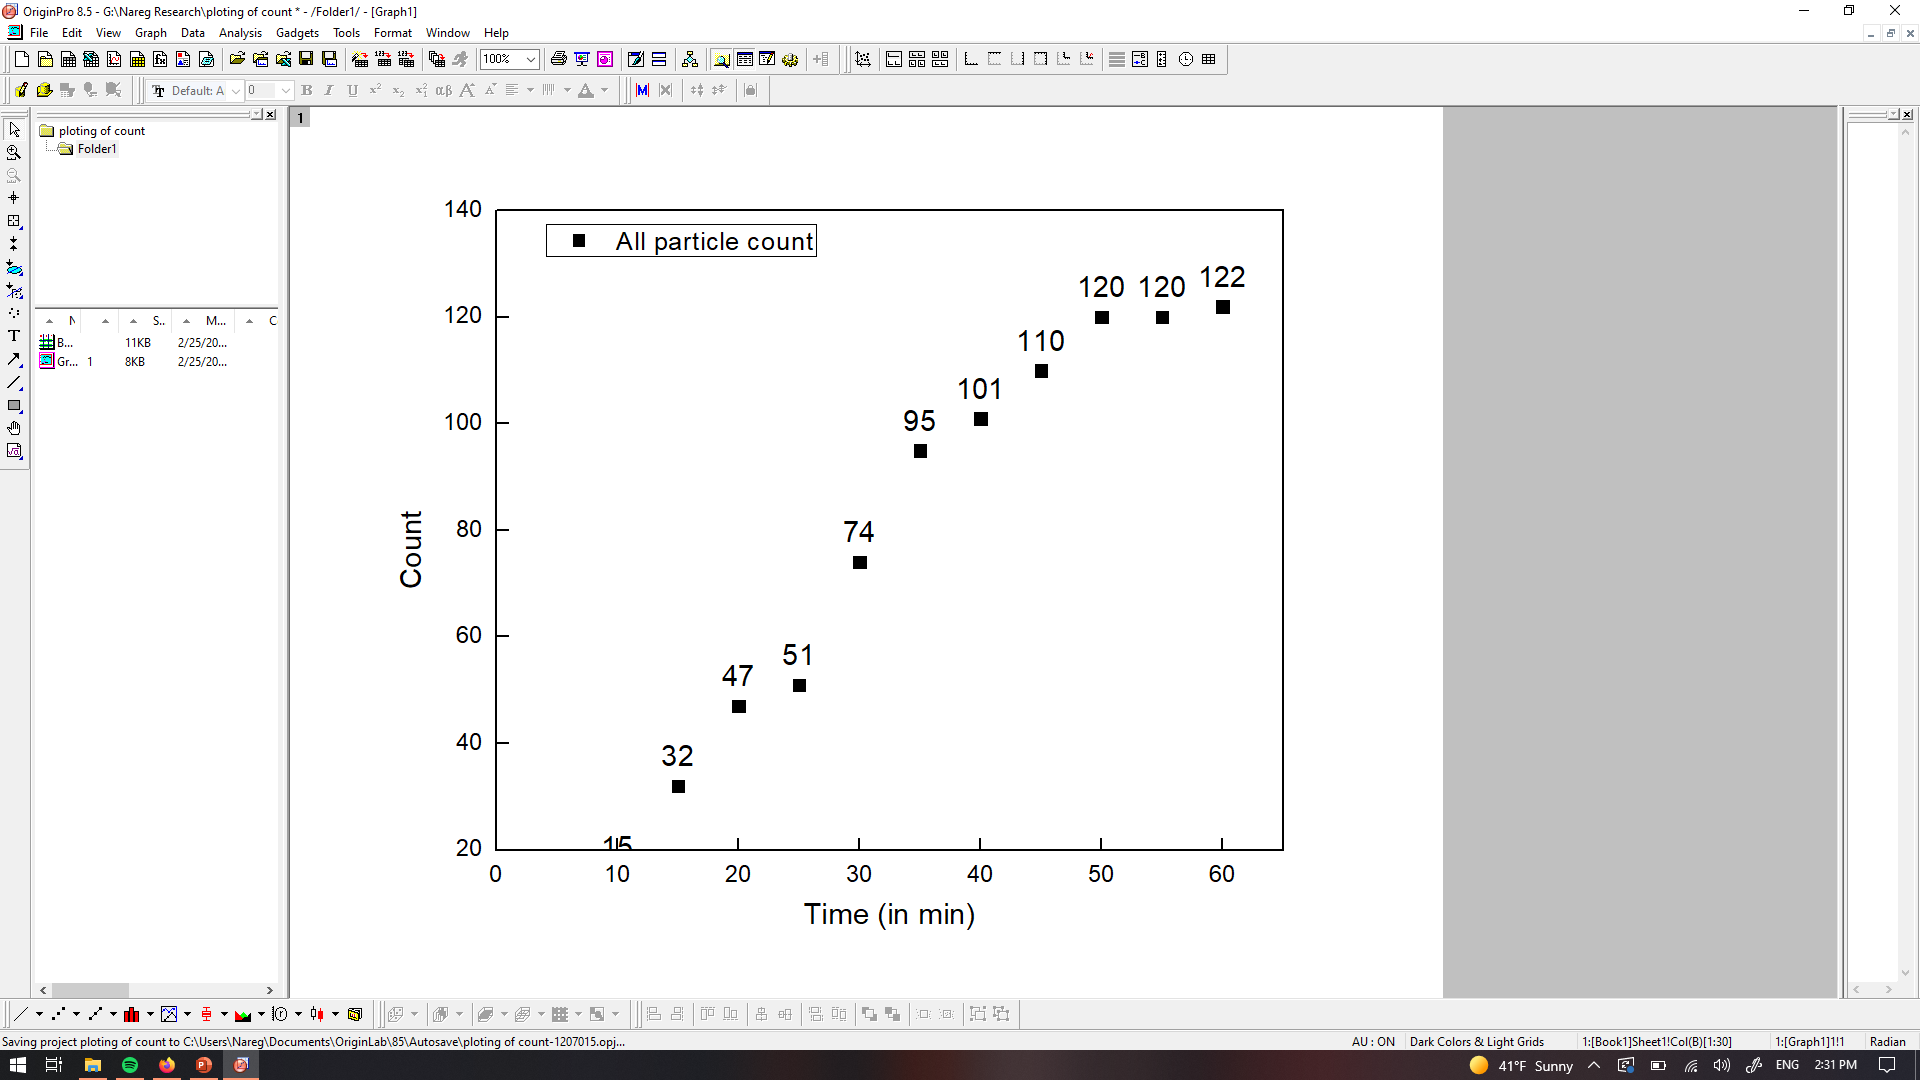 OriginPro 8.5 - G:\Nareg Research\ploting of count * - /Folder1/ - [Graph1]
File Edit View Graph Data Analysis Gadgets Tools Format Window Help
100%
Default: A 0 B I U x² x₂ αβ A A A M
ploting of count
Folder1
N S.. M... C
B... 11KB 2/25/20...
Gr... 1 8KB 2/25/20...
1
All particle count
140
120
100
80
60
40
20
Count
15
32
47
51
74
95
101
110
120
120
122
0 10 20 30 40 50 60
Time (in min)
Saving project ploting of count to C:\Users\Nareg\Documents\OriginLab\85\Autosave\ploting of count-1207015.opj...
AU : ON Dark Colors & Light Grids 1:[Book1]Sheet1!Col(B)[1:30] 1:[Graph1]1!1 Radian
41°F Sunny ENG 2:31 PM